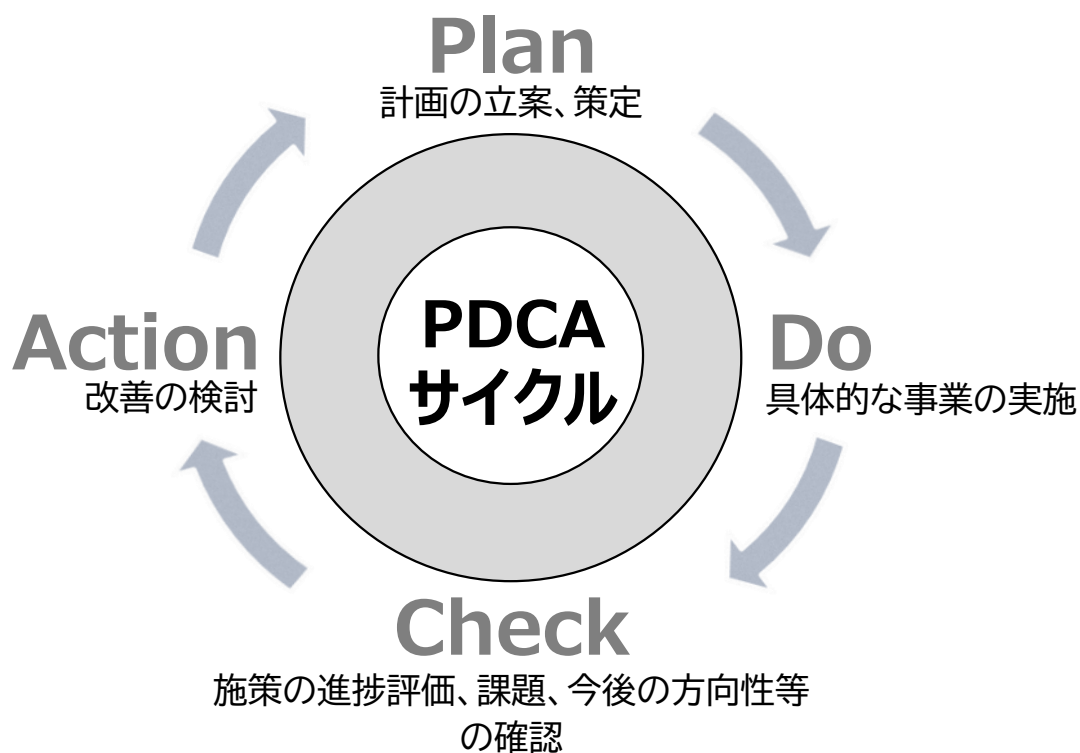 Plan
計画の立案、策定
PDCA
サイクル
Action
改善の検討
Do
具体的な事業の実施
Check
施策の進捗評価、課題、今後の方向性等
の確認